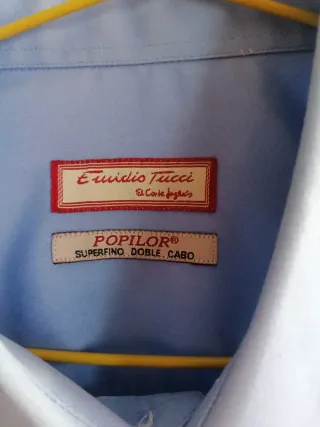 Emidio Tucci
El Corte Inglés
POPILOR®
SUPERFINO DOBLE CABO